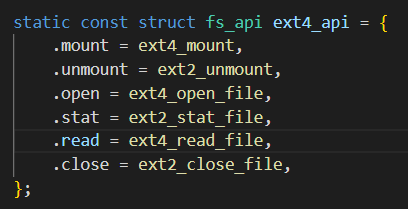 static const struct fs_api ext4_api = {
    .mount = ext4_mount,
    .unmount = ext2_unmount,
    .open = ext4_open_file,
    .stat = ext2_stat_file,
    .read = ext4_read_file,
    .close = ext2_close_file,
};